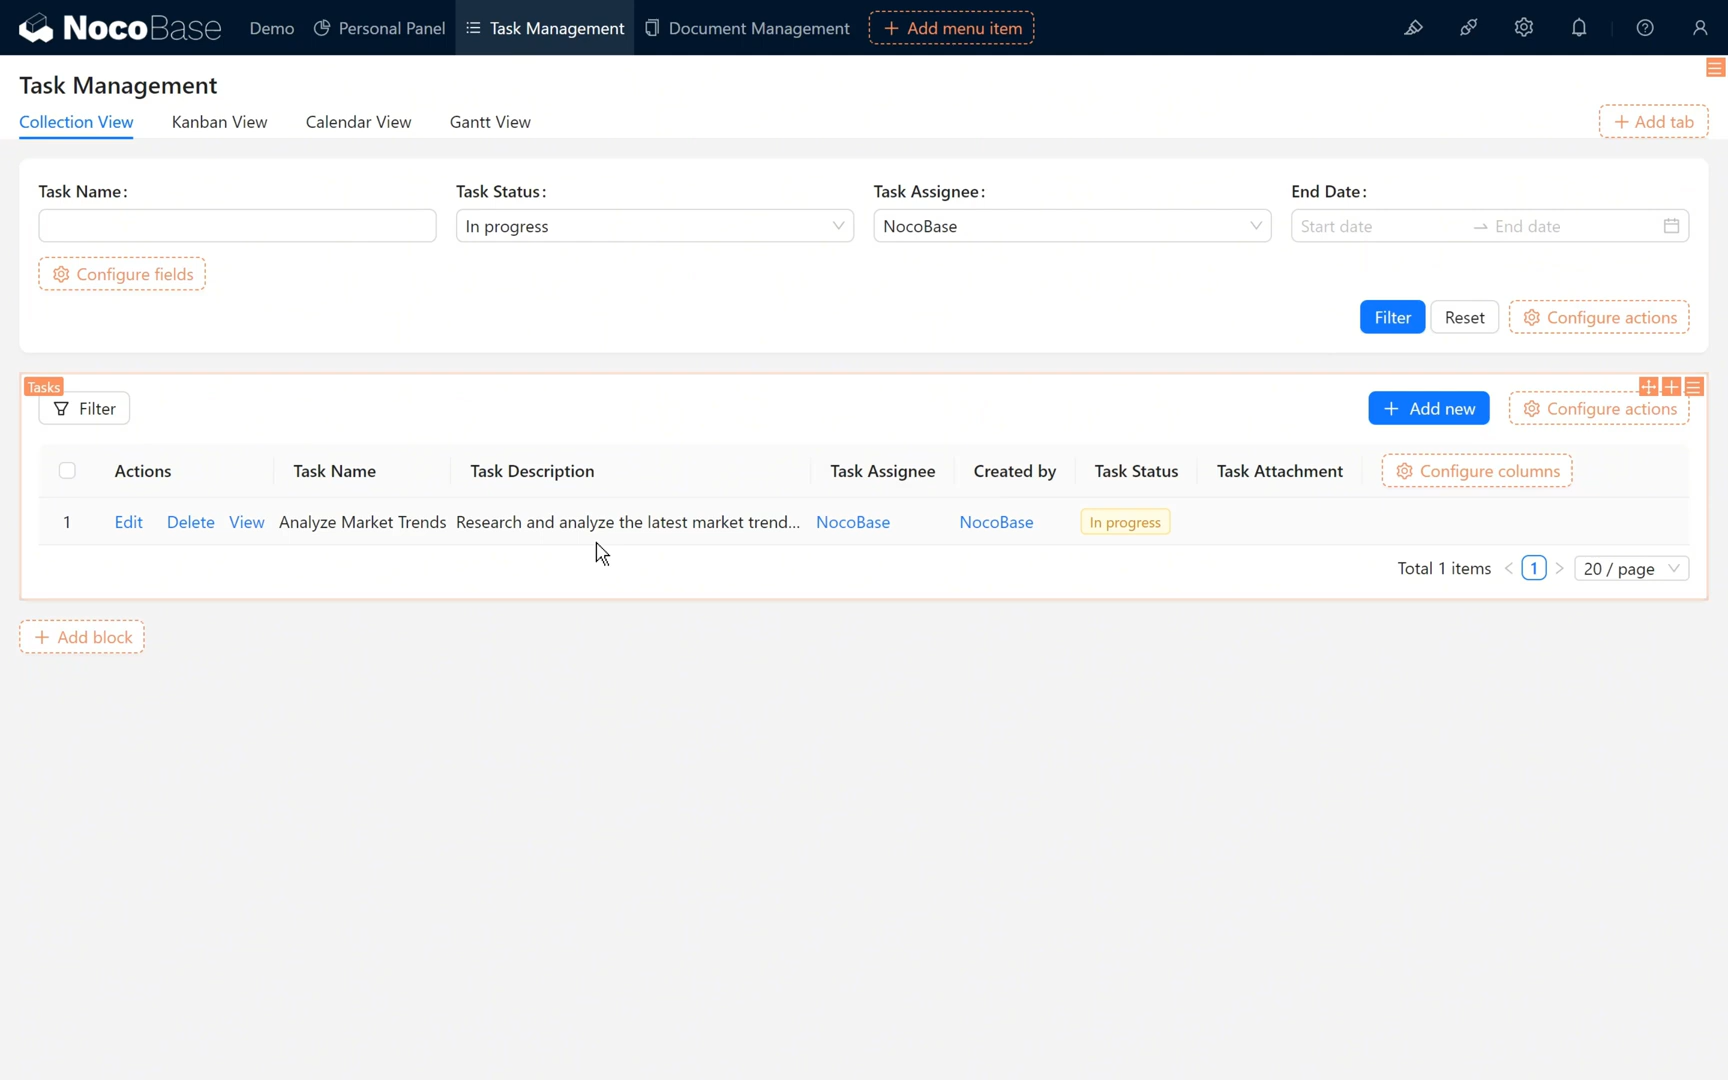 NocoBase Demo Personal Panel Task Management Document Management + Add menu item
Task Management
Collection View Kanban View Calendar View Gantt View + Add tab
Task Name: Task Status: Task Assignee: End Date:
In progress NocoBase Start date → End date
Configure fields
Filter Reset Configure actions
Tasks
Filter + Add new Configure actions
Actions Task Name Task Description Task Assignee Created by Task Status Task Attachment Configure columns
1 Edit Delete View Analyze Market Trends Research and analyze the latest market trend... NocoBase NocoBase In progress
Total 1 items < 1 > 20 / page
+ Add block